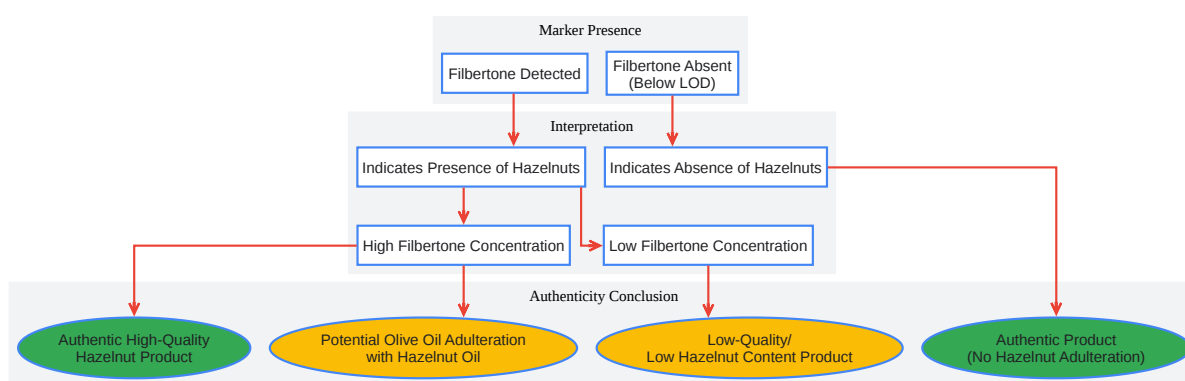 Marker Presence
Filbertone Detected
Filbertone Absent
(Below LOD)
Interpretation
Indicates Presence of Hazelnuts
Indicates Absence of Hazelnuts
High Filbertone Concentration
Low Filbertone Concentration
Authenticity Conclusion
Authentic High-Quality
Hazelnut Product
Potential Olive Oil Adulteration
with Hazelnut Oil
Low-Quality/
Low Hazelnut Content Product
Authentic Product
(No Hazelnut Adulteration)